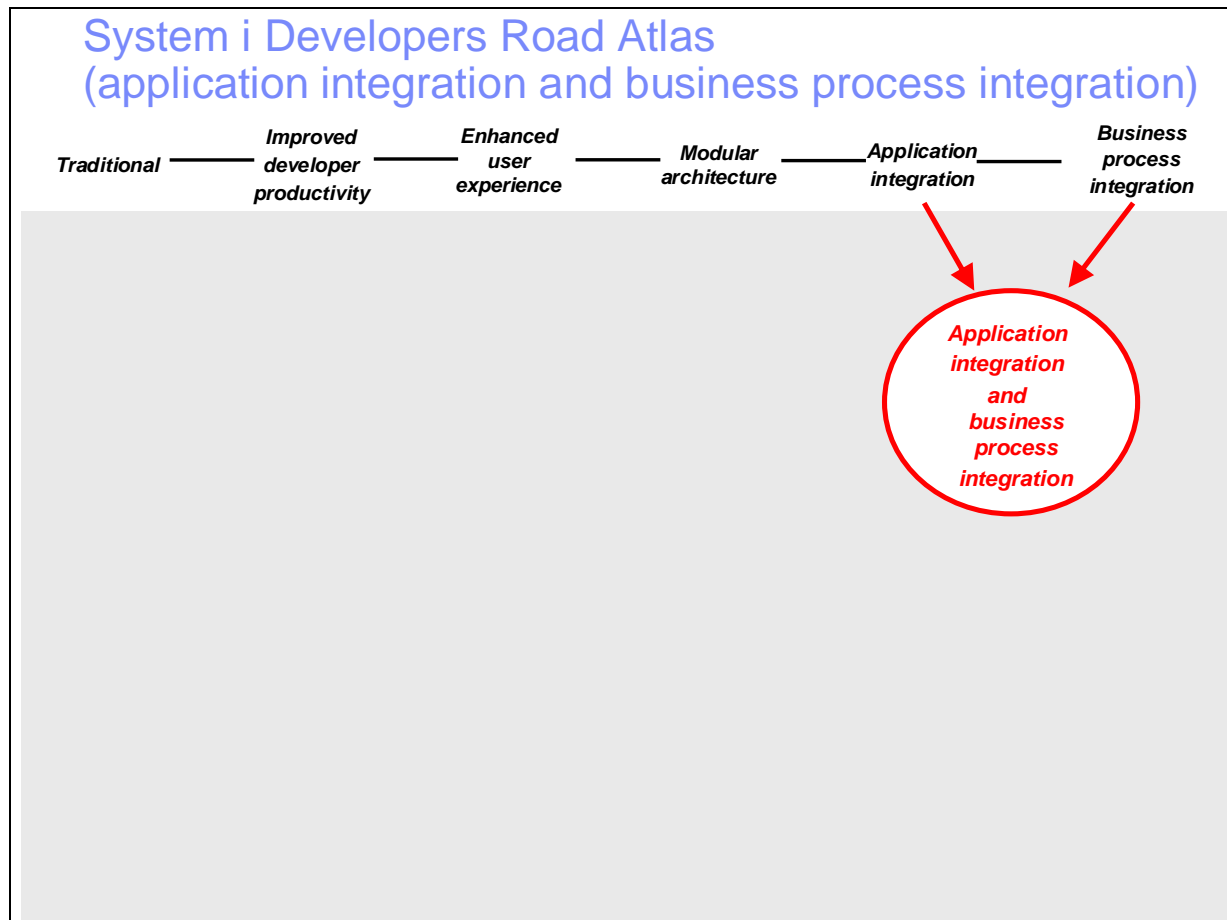 System i Developers Road Atlas
(application integration and business process integration)
Traditional
Improved
developer
productivity
Enhanced
user
experience
Modular
architecture
Application
integration
Business
process
integration
Application
integration
and
business
process
integration